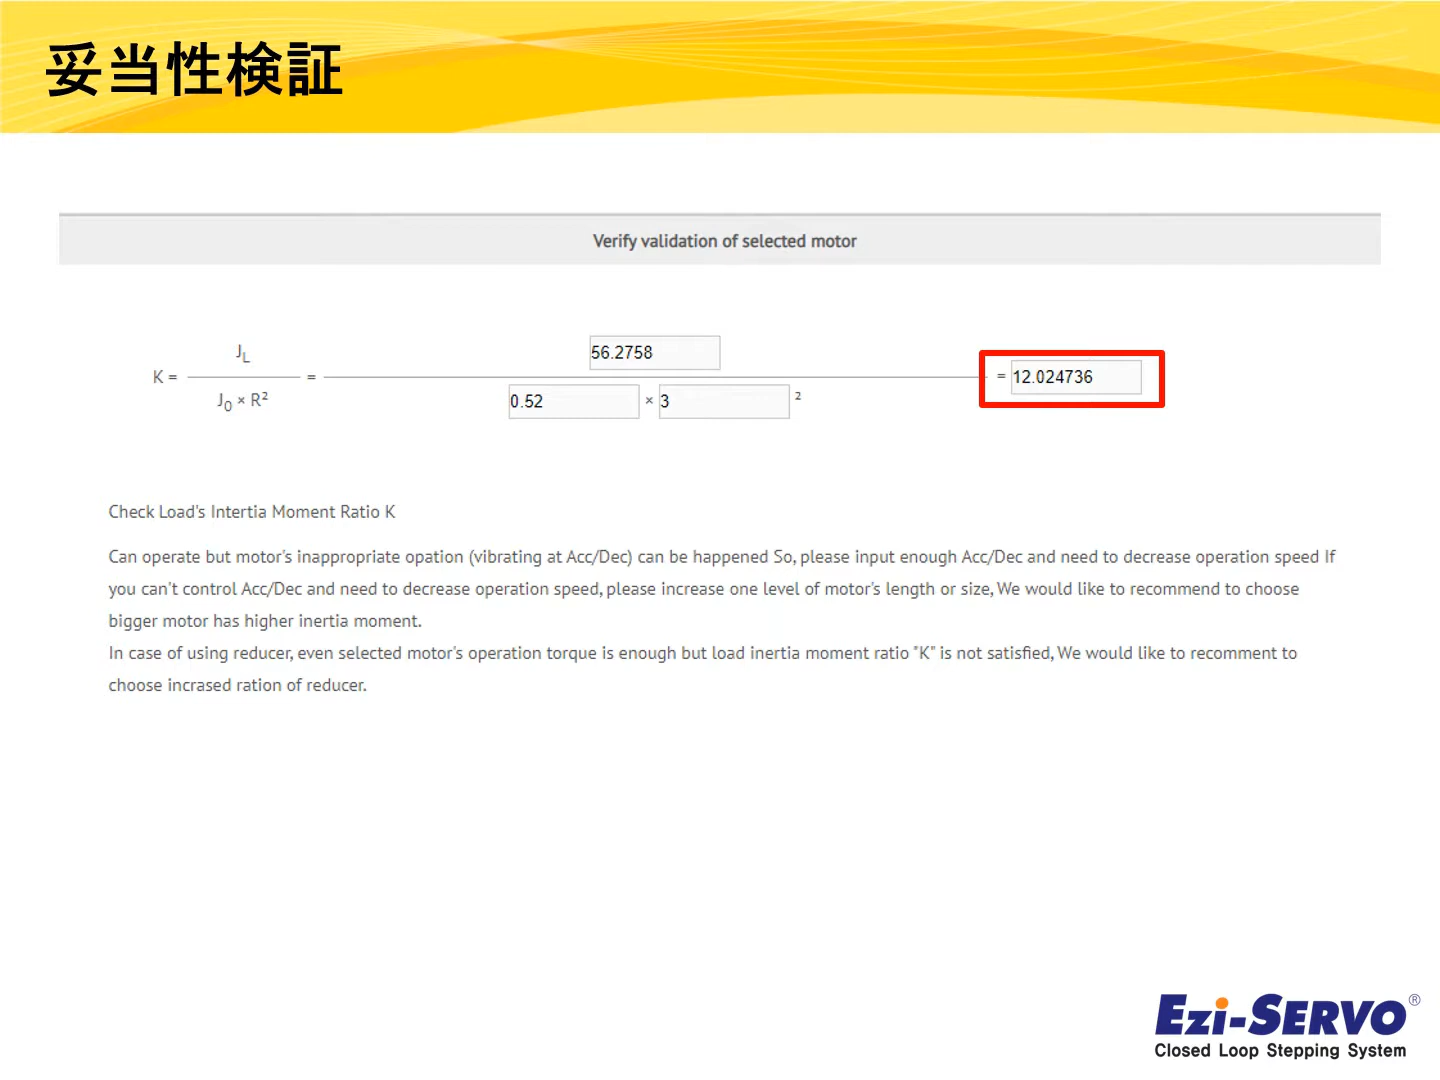 妥当性検証
Verify validation of selected motor
K = J_L / (J_0 × R²) = 56.2758 / (0.52 × 3 ²) = 12.024736
Check Load's Intertia Moment Ratio K
Can operate but motor's inappropriate opation (vibrating at Acc/Dec) can be happened So, please input enough Acc/Dec and need to decrease operation speed If
you can't control Acc/Dec and need to decrease operation speed, please increase one level of motor's length or size, We would like to recommend to choose
bigger motor has higher inertia moment.
In case of using reducer, even selected motor's operation torque is enough but load inertia moment ratio "K" is not satisfied, We would like to recomment to
choose incrased ration of reducer.
Ezi-SERVO®
Closed Loop Stepping System